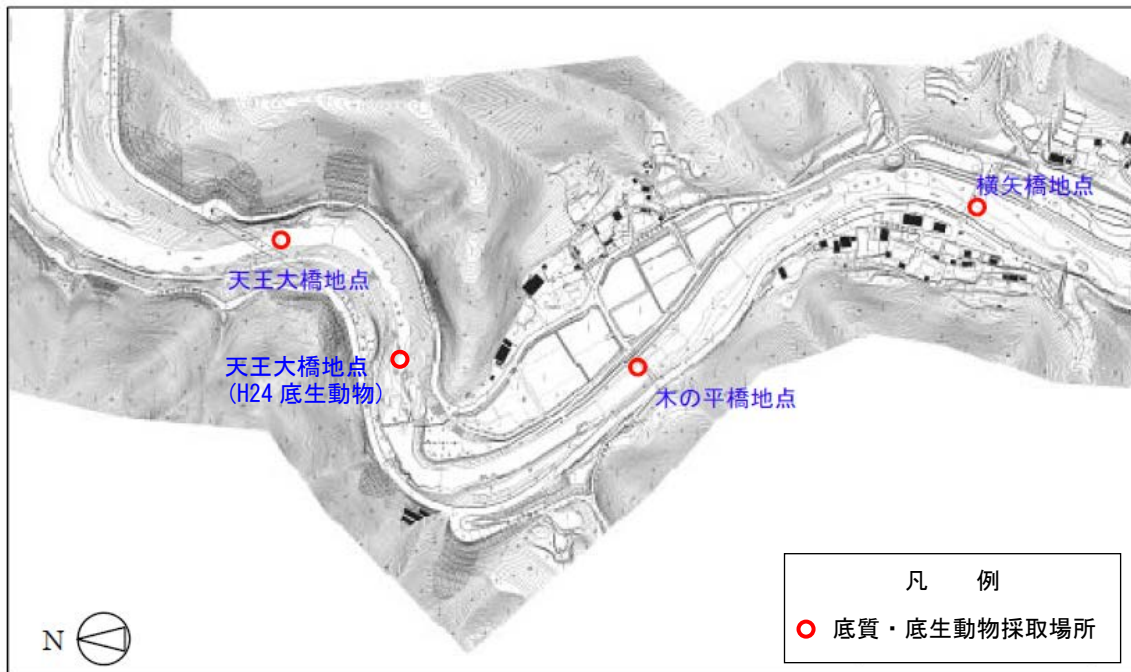 横矢橋地点
天王大橋地点
天王大橋地点
(H24 底生動物)
木の平橋地点
凡 例
底質・底生動物採取場所
N